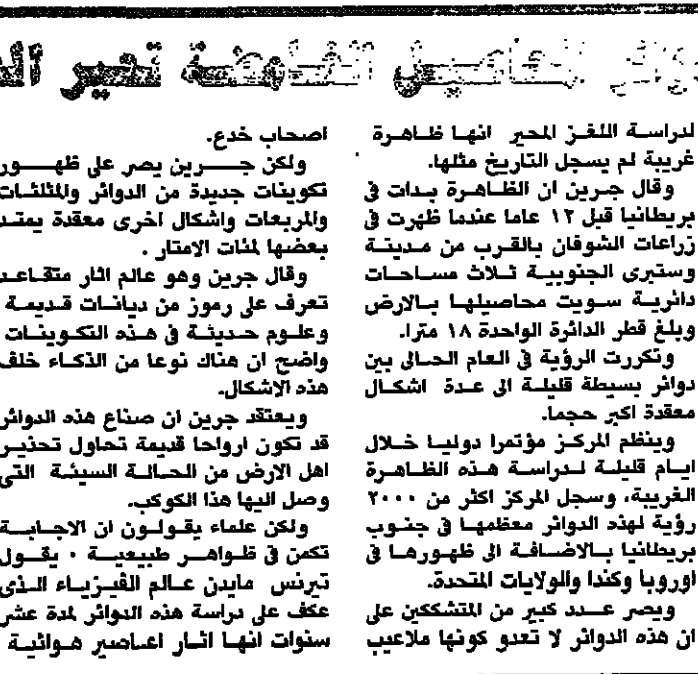 دوائر المحاصيل الغامضة تحير
لدراسة اللغز المحير انها ظاهرة
غريبة لم يسجل التاريخ مثلها.
وقال جرين ان الظاهرة بدات في
بريطانيا قبل ١٢ عاما عندما ظهرت في
زراعات الشوفان بالقرب من مدينة
وستبرى الجنوبية ثلاث مساحات
دائرية سويت محاصيلها بالارض
وبلغ قطر الدائرة الواحدة ١٨ مترا.
وتكررت الرؤية في العام الحالى بين
دوائر بسيطة قليلة الى عدة اشكال
معقدة اكبر حجما.
وينظم المركز مؤتمرا دوليا خلال
ايام قليلة لدراسة هذه الظاهرة
الغريبة، وسجل المركز اكثر من ٢٠٠٠
رؤية لهذه الدوائر معظمها في جنوب
بريطانيا بالاضافة الى ظهورها في
اوروبا وكندا والولايات المتحدة.
ويصر عدد كبير من المتشككين على
ان هذه الدوائر لا تعدو كونها ملاعيب
اصحاب خدع.
ولكن جرين يصر على ظهور
تكوينات جديدة من الدوائر والمثلثات
والمربعات واشكال اخرى معقدة يمتد
بعضها لمئات الامتار .
وقال جرين وهو عالم اثار متقاعد
تعرف على رموز من ديانات قديمة
وعلوم حديثة في هذه التكوينات
واضح ان هناك نوعا من الذكاء خلف
هذه الاشكال.
ويعتقد جرين ان صناع هذه الدوائر
قد تكون ارواحا قديمة تحاول تحذير
اهل الارض من الحالة السيئة التى
وصل اليها هذا الكوكب.
ولكن علماء يقولون ان الاجابة
تكمن في ظواهر طبيعية ٠ يقول
تيرنس مايدن عالم الفيزياء الذى
عكف على دراسة هذه الدوائر لمدة عشر
سنوات انها اثار اعاصير هوائية